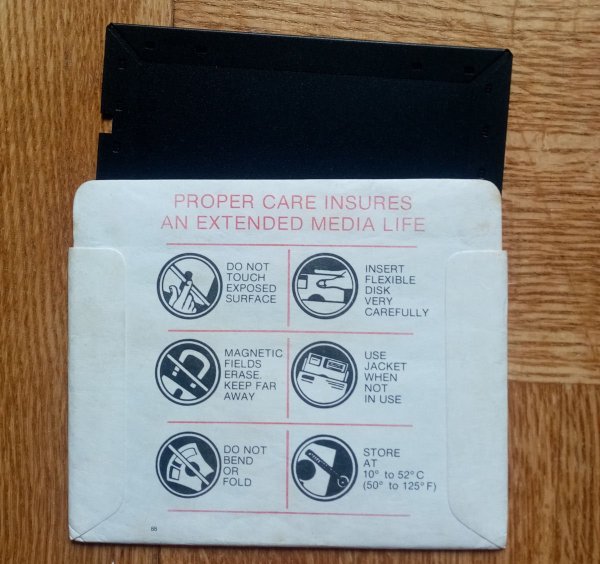 PROPER CARE INSURES
AN EXTENDED MEDIA LIFE
DO NOT
TOUCH
EXPOSED
SURFACE
INSERT
FLEXIBLE
DISK
VERY
CAREFULLY
MAGNETIC
FIELDS
ERASE.
KEEP FAR
AWAY
USE
JACKET
WHEN
NOT
IN USE
DO NOT
BEND
OR
FOLD
STORE
AT
10° to 52°C
(50° to 125°F)